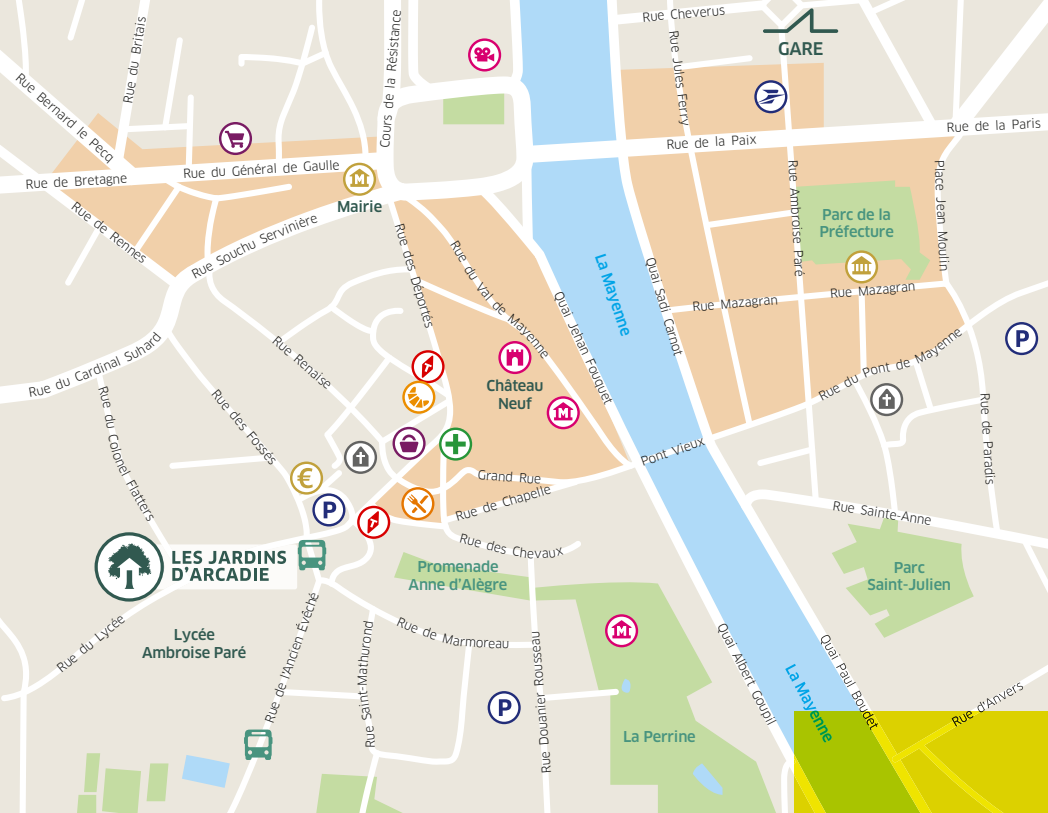 Rue Cheverus
GARE
Rue du Britais
Cours de la Résistance
Rue Jules Ferry
Rue Bernard le Pecq
Rue de la Paix
Rue de la Paris
Rue de Bretagne
Rue du Général de Gaulle
Mairie
Rue Ambroise Paré
Place Jean Moulin
Parc de la
Préfecture
Rue de Rennes
Rue Souchu Servinière
Rue des Déportés
Rue du Val de Mayenne
La Mayenne
Quai Sadi Carnot
Quai Jehan Fouquet
Rue Mazagran
Rue Mazagran
Rue du Cardinal Suhard
Rue Renaise
Château
Neuf
M
M
Rue du Pont de Mayenne
P
Rue du Colonel Flatters
Rue des Fossés
Rue de Paradis
Pont Vieux
€
P
Grand Rue
Rue de Chapelle
Rue Sainte-Anne
LES JARDINS
D'ARCADIE
Rue des Chevaux
Promenade
Anne d'Alègre
Parc
Saint-Julien
Rue du Lycée
Lycée
Ambroise Paré
Rue de l'Ancien Évêché
Rue Saint-Mathurond
Rue de Marmoreau
Rue Douanier Rousseau
M
P
La Perrine
Quai Albert Goupil
La Mayenne
Quai Paul Boudet
Rue d'Anvers